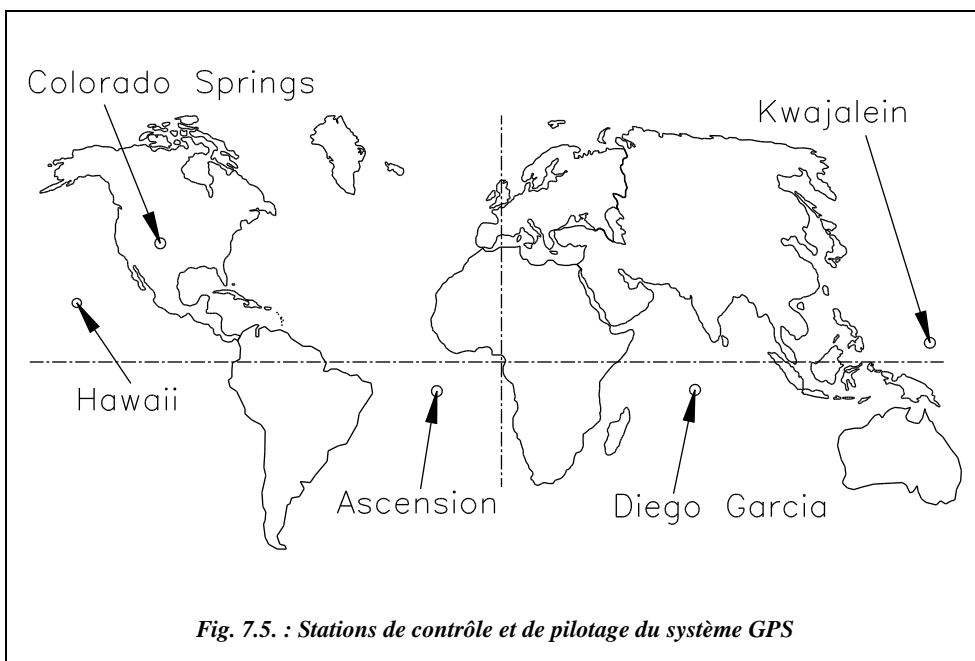 Colorado Springs
Kwajalein
Hawaii
Ascension
Diego Garcia
Fig. 7.5. : Stations de contrôle et de pilotage du système GPS